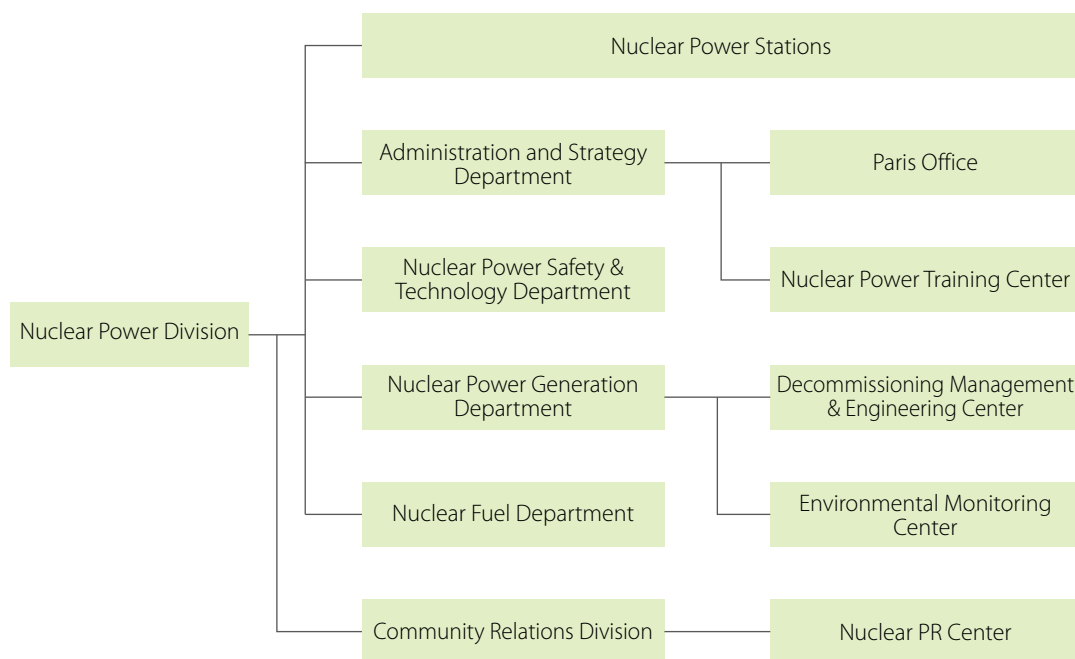 Nuclear Power Stations
Administration and Strategy
Department
Paris Office
Nuclear Power Safety &
Technology Department
Nuclear Power Training Center
Nuclear Power Division
Nuclear Power Generation
Department
Decommissioning Management
& Engineering Center
Nuclear Fuel Department
Environmental Monitoring
Center
Community Relations Division
Nuclear PR Center